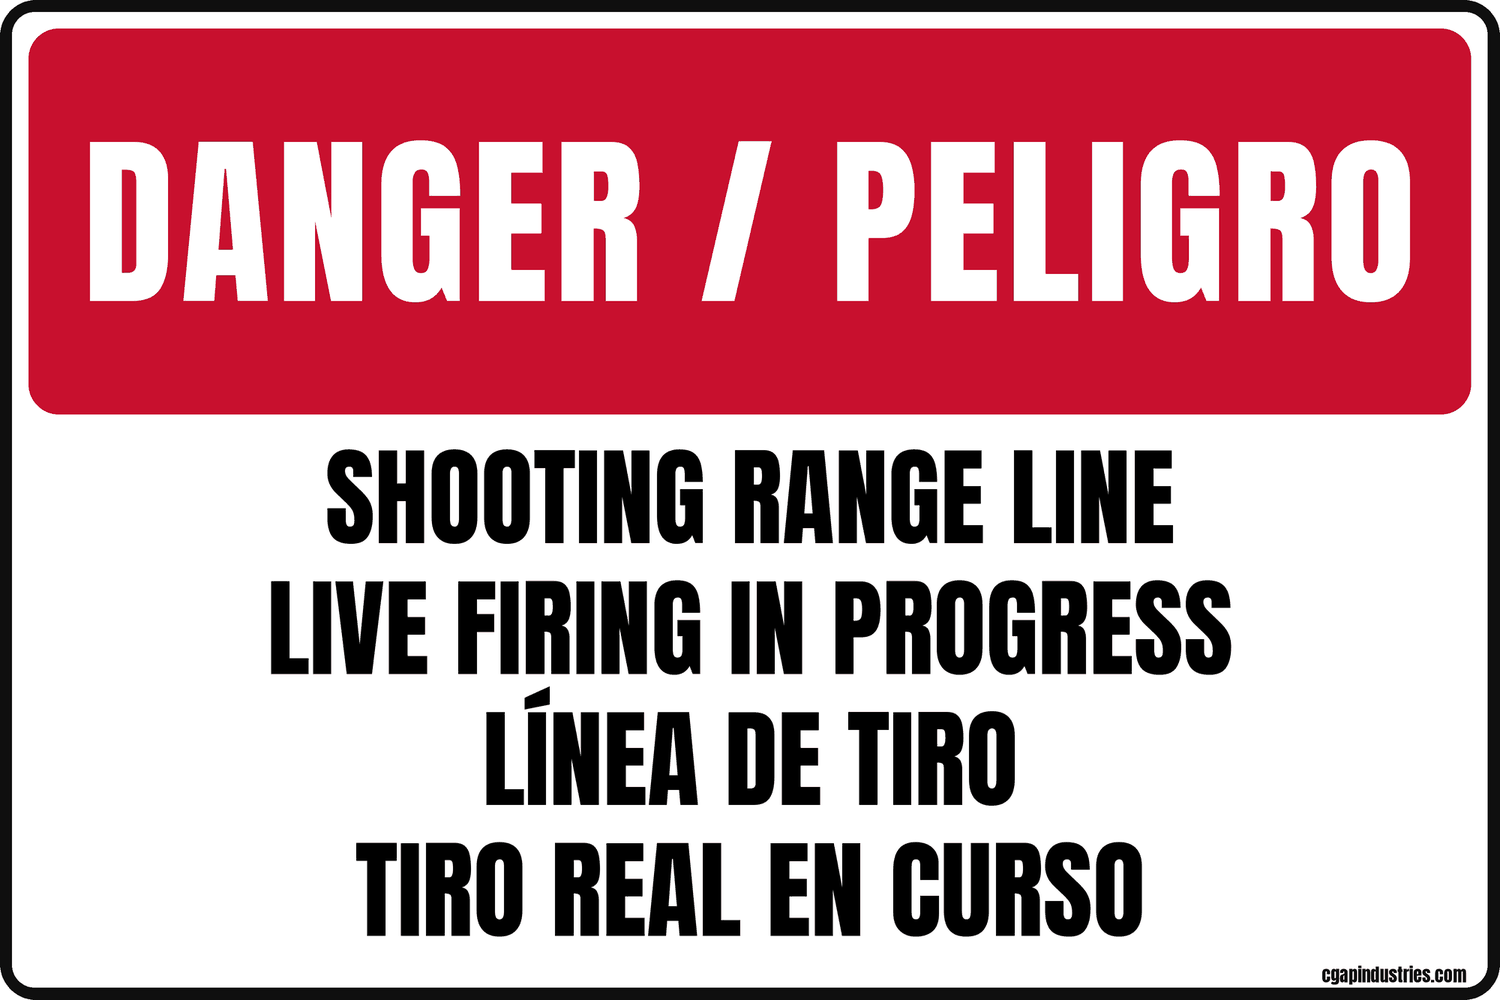 DANGER / PELIGRO
SHOOTING RANGE LINE
LIVE FIRING IN PROGRESS
LÍNEA DE TIRO
TIRO REAL EN CURSO
cgapindustries.com